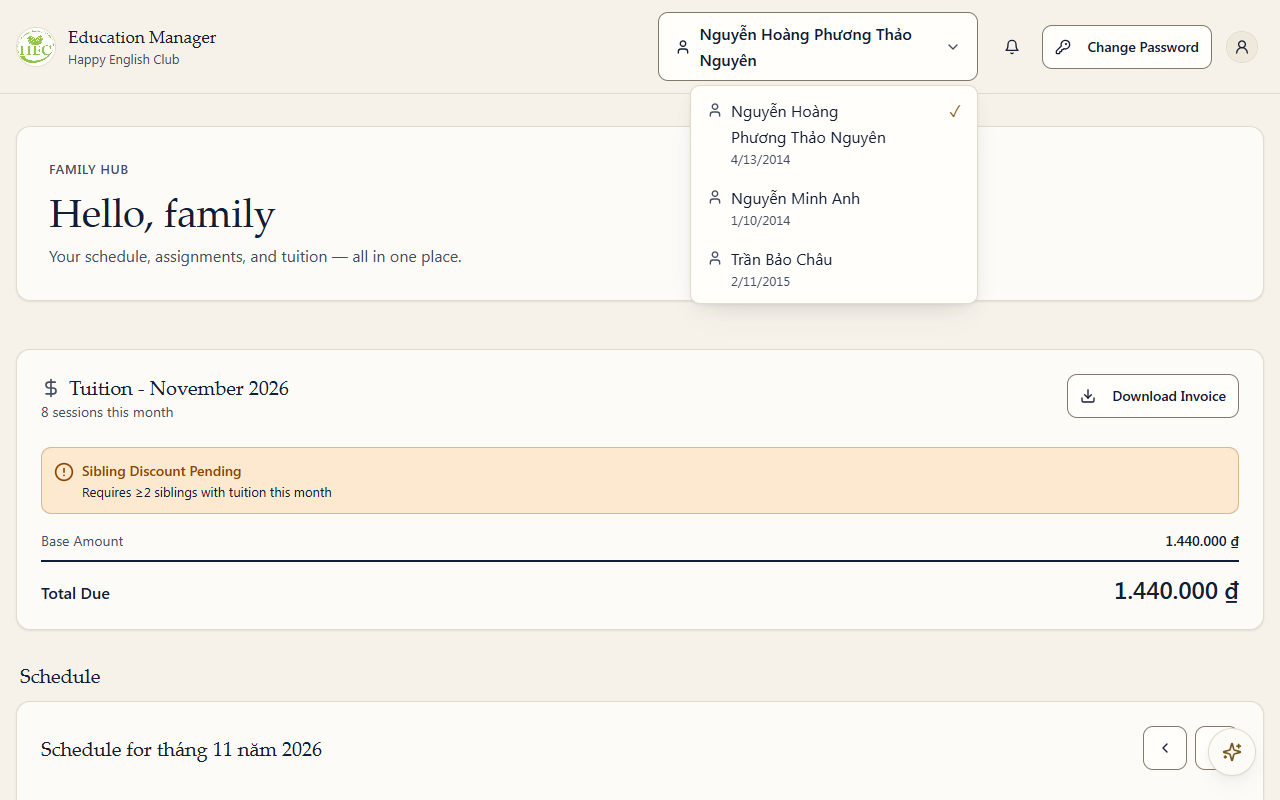 HEC
Education Manager
Happy English Club
Nguyễn Hoàng Phương Thảo
Nguyên
Change Password
Nguyễn Hoàng
Phương Thảo Nguyên
4/13/2014
Nguyễn Minh Anh
1/10/2014
Trần Bảo Châu
2/11/2015
FAMILY HUB
Hello, family
Your schedule, assignments, and tuition — all in one place.
Tuition - November 2026
8 sessions this month
Download Invoice
Sibling Discount Pending
Requires ≥2 siblings with tuition this month
Base Amount
1.440.000 ₫
Total Due
1.440.000 ₫
Schedule
Schedule for tháng 11 năm 2026